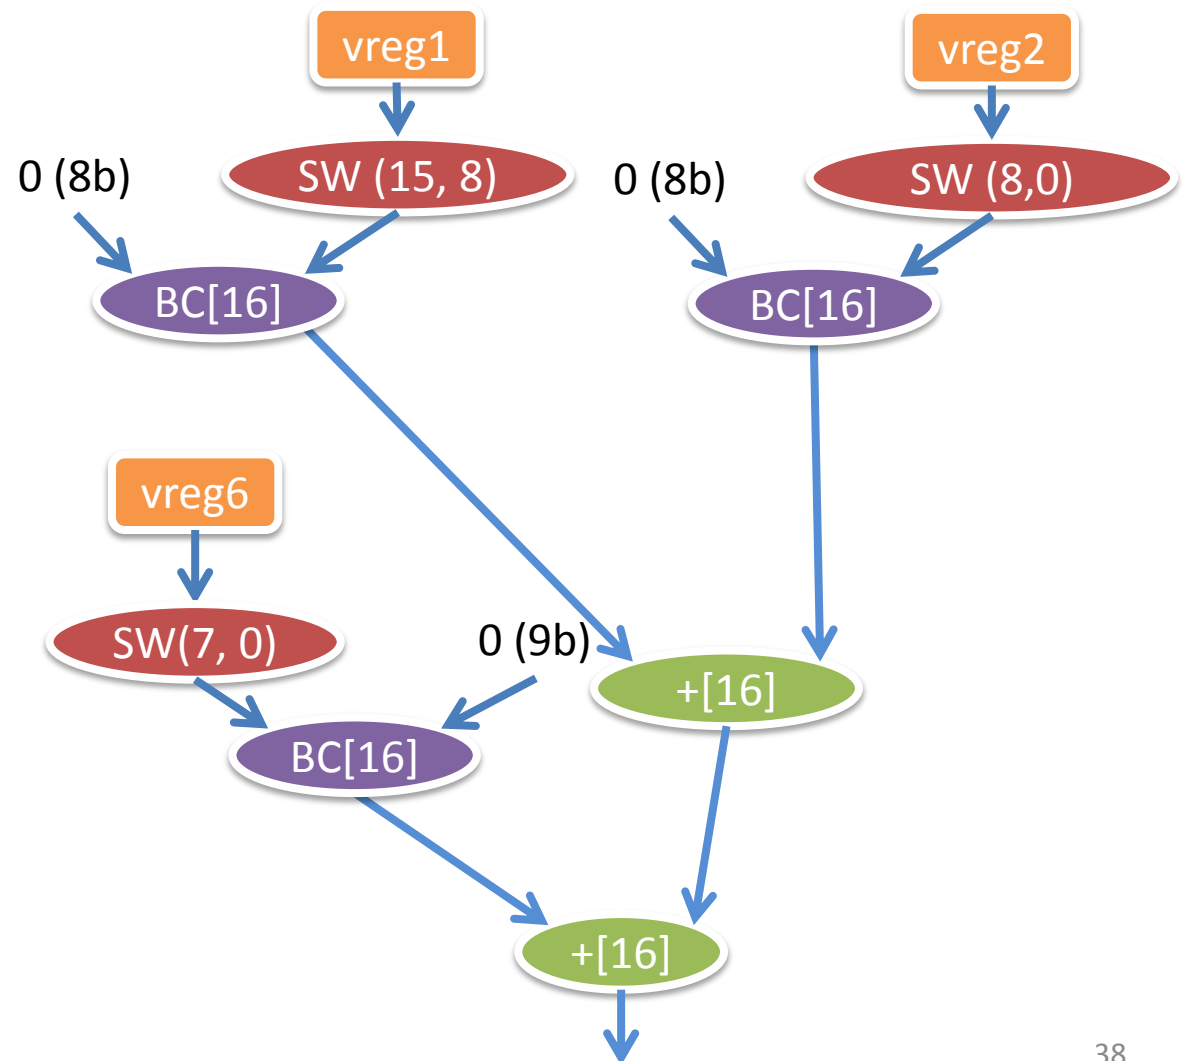 vreg1
vreg2
0 (8b)
SW (15, 8)
0 (8b)
SW (8,0)
BC[16]
BC[16]
vreg6
SW(7, 0)
0 (9b)
+[16]
BC[16]
+[16]
38